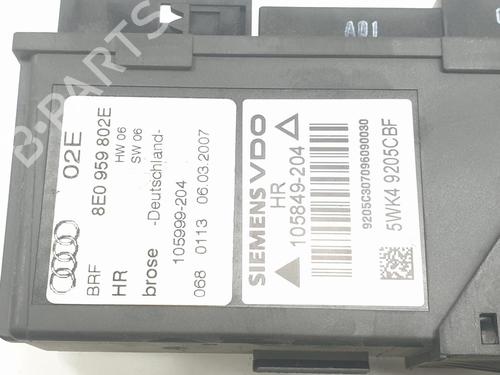 02E
8E0 959 802E
HW 06
SW 06
BRF
HR
brose
-Deutschland-
105999-204
068 0113 06.03.2007
SIEMENS VDO
HR
105849-204
9205C307096090030
5WK4 9205CBF
A01
B-PARTS